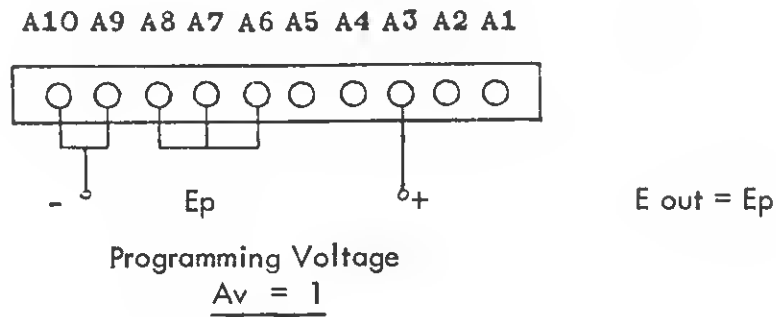 A10 A9 A8 A7 A6 A5 A4 A3 A2 A1
- Ep + E out = Ep
Programming Voltage
Av = 1